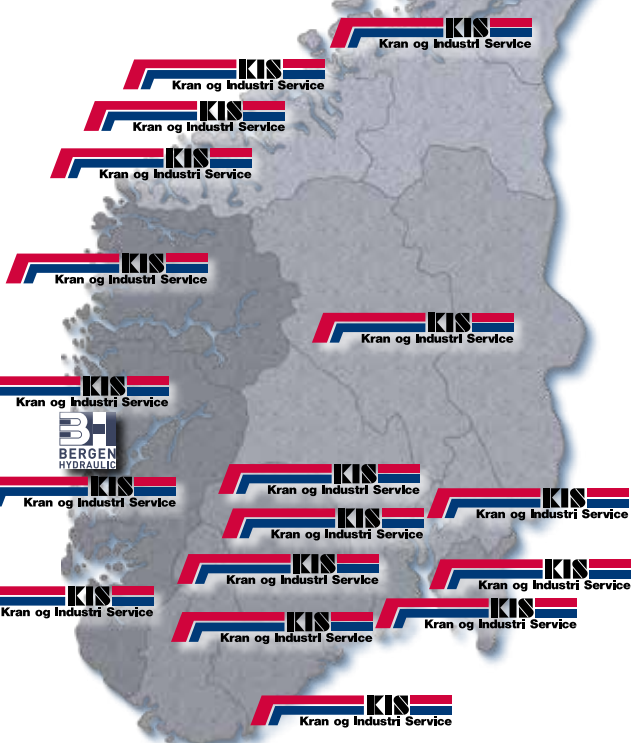 KIS
Kran og Industri Service
KIS
Kran og Industri Service
KIS
Kran og Industri Service
KIS
Kran og Industri Service
KIS
Kran og Industri Service
KIS
Kran og Industri Service
KIS
Kran og Industri Service
BH
BERGEN
HYDRAULIC
KIS
Kran og Industri Service
KIS
Kran og Industri Service
KIS
Kran og Industri Service
KIS
Kran og Industri Service
KIS
Kran og Industri Service
KIS
Kran og Industri Service
KIS
Kran og Industri Service
KIS
Kran og Industri Service
KIS
Kran og Industri Service
KIS
Kran og Industri Service